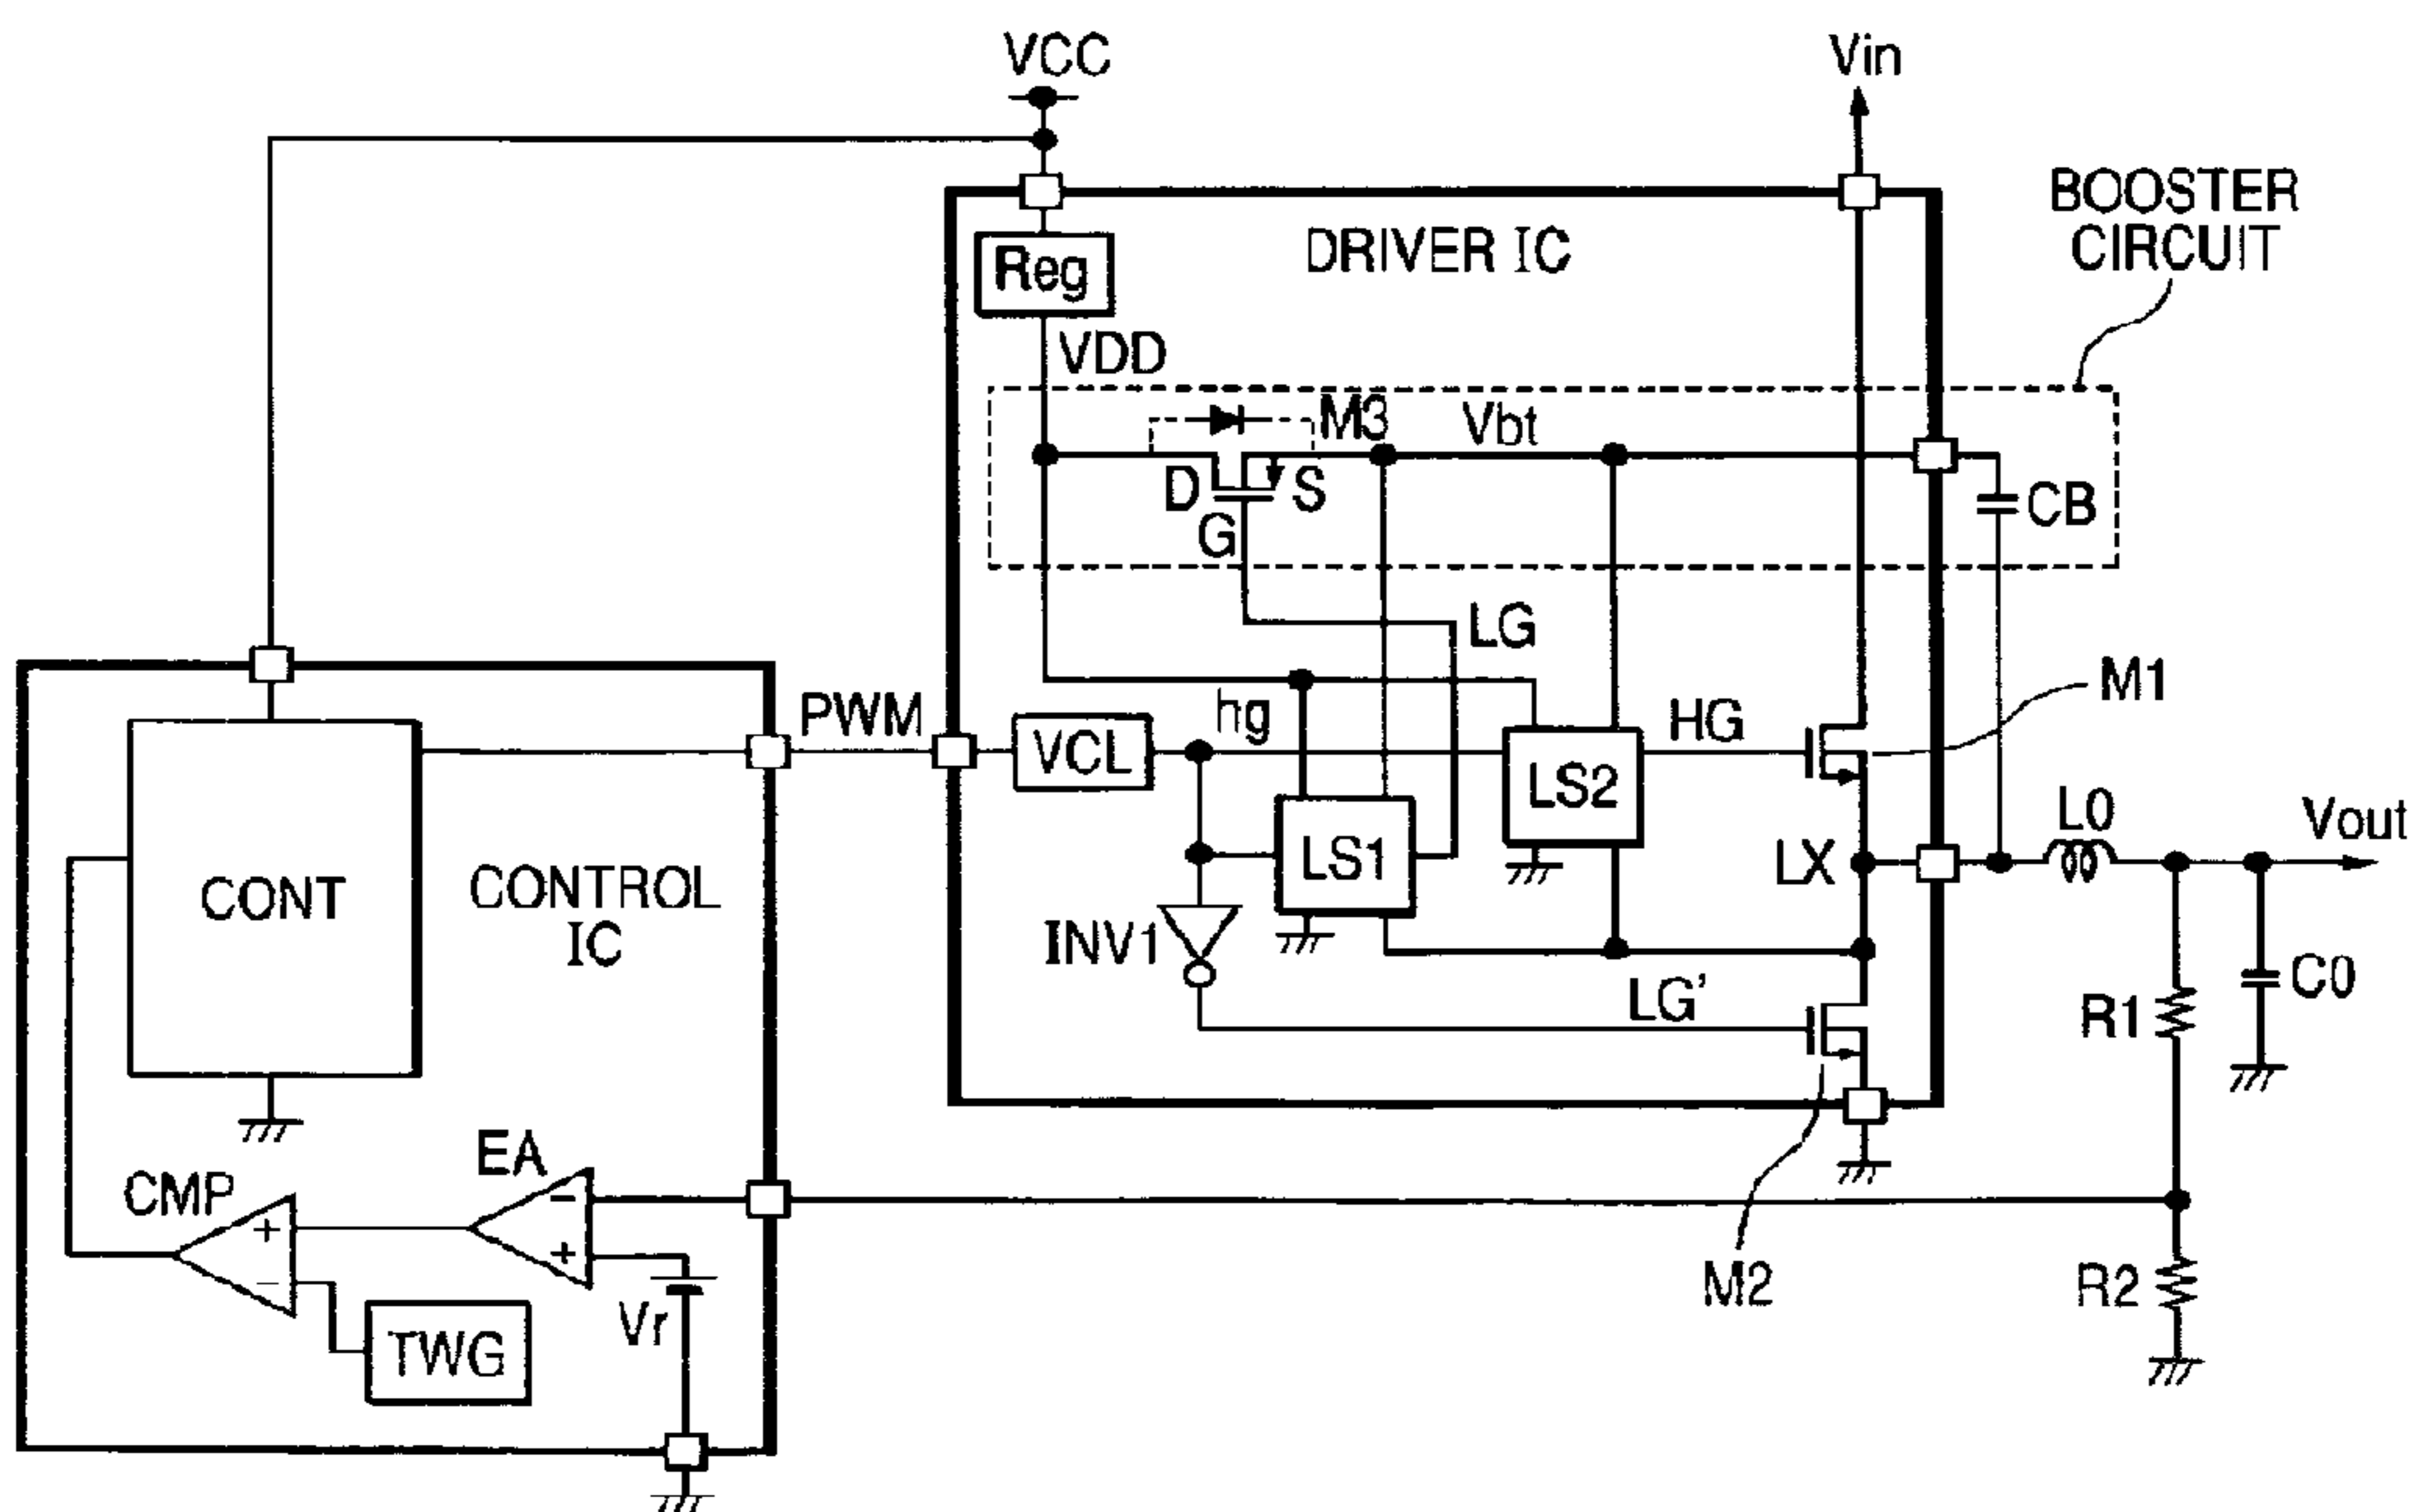 VCC
Vin
BOOSTER
CIRCUIT
DRIVER IC
Reg
VDD
M3
Vbt
D
S
G
CB
LG
M1
PWM
hg
HG
VCL
LS2
LS1
LX
L0
Vout
CONT
CONTROL
IC
INV1
LG'
R1
C0
EA
CMP
-
+
+
-
M2
R2
Vr
TWG